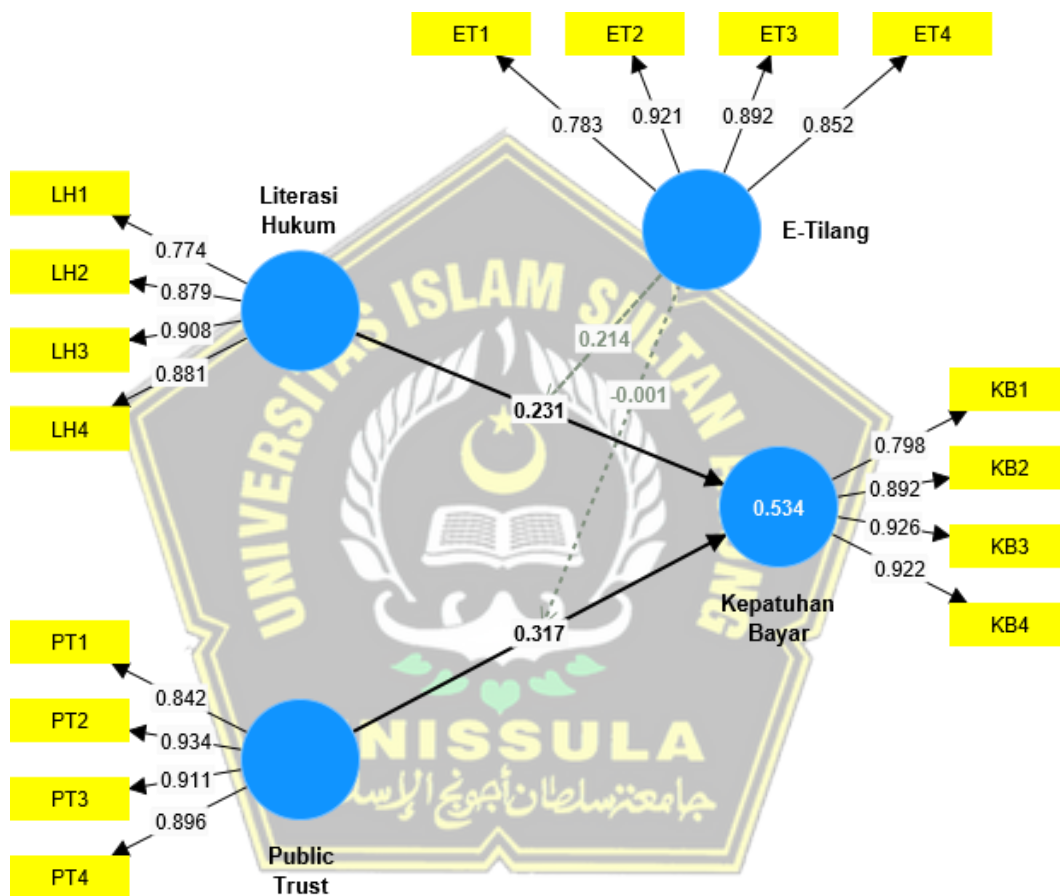 ET1
ET2
ET3
ET4
0.783
0.921
0.892
0.852
E-Tilang
LH1
LH2
LH3
LH4
0.774
0.879
0.908
0.881
Literasi
Hukum
0.214
-0.001
0.231
0.317
KB1
KB2
KB3
KB4
0.798
0.892
0.926
0.922
0.534
Kepatuhan
Bayar
PT1
PT2
PT3
PT4
0.842
0.934
0.911
0.896
Public
Trust
UNIVERSITAS ISLAM SULTAN
NISSULA
جامعة سلطان أجونج